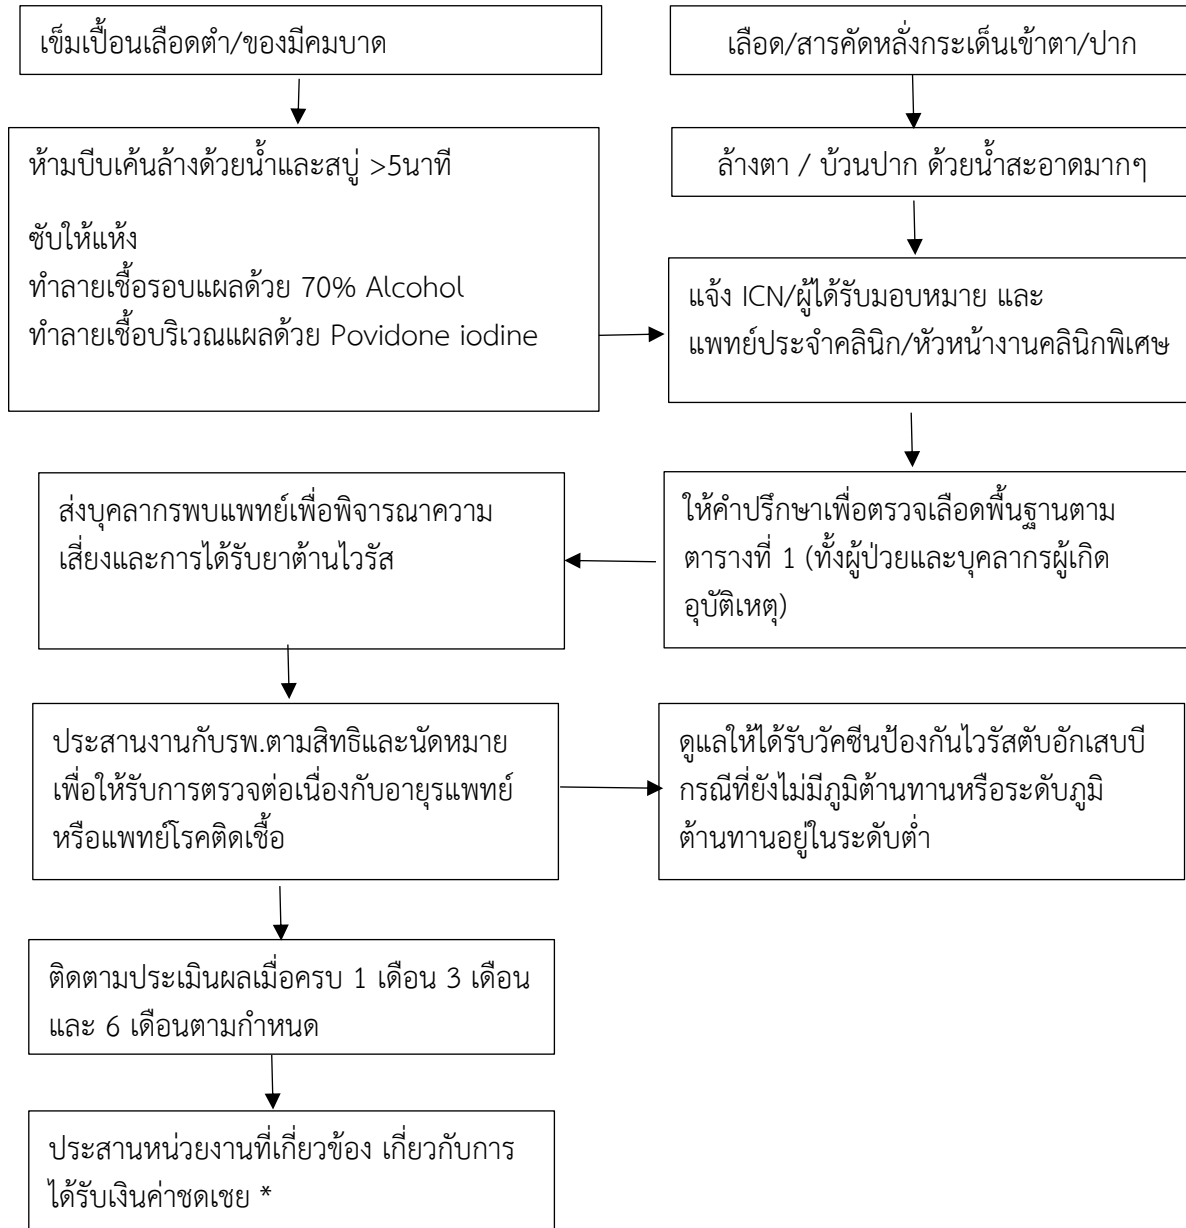 เข็มเปื้อนเลือดตำ/ของมีคมบาด
เลือด/สารคัดหลั่งกระเด็นเข้าตา/ปาก
ห้ามบีบเค้นล้างด้วยน้ำและสบู่ >5นาที
ซับให้แห้ง
ทำลายเชื้อรอบแผลด้วย 70% Alcohol
ทำลายเชื้อบริเวณแผลด้วย Povidone iodine
ล้างตา / บ้วนปาก ด้วยน้ำสะอาดมากๆ
แจ้ง ICN/ผู้ได้รับมอบหมาย และ
แพทย์ประจำคลินิก/หัวหน้างานคลินิกพิเศษ
ให้คำปรึกษาเพื่อตรวจเลือดพื้นฐานตาม
ตารางที่ 1 (ทั้งผู้ป่วยและบุคลากรผู้เกิด
อุบัติเหตุ)
ส่งบุคลากรพบแพทย์เพื่อพิจารณาความ
เสี่ยงและการได้รับยาต้านไวรัส
ประสานงานกับรพ.ตามสิทธิและนัดหมาย
เพื่อให้รับการตรวจต่อเนื่องกับอายุรแพทย์
หรือแพทย์โรคติดเชื้อ
ดูแลให้ได้รับวัคซีนป้องกันไวรัสตับอักเสบบี
กรณีที่ยังไม่มีภูมิต้านทานหรือระดับภูมิ
ต้านทานอยู่ในระดับต่ำ
ติดตามประเมินผลเมื่อครบ 1 เดือน 3 เดือน
และ 6 เดือนตามกำหนด
ประสานหน่วยงานที่เกี่ยวข้อง เกี่ยวกับการ
ได้รับเงินค่าชดเชย *